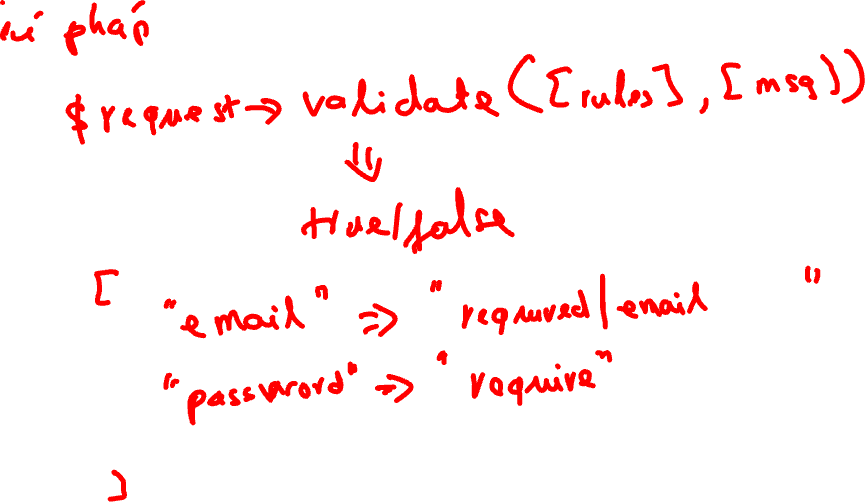 pháp
$request → validate ([rules], [msg])
⇓
true/false
[
"email" => "required|email "
"password" => "require"
]